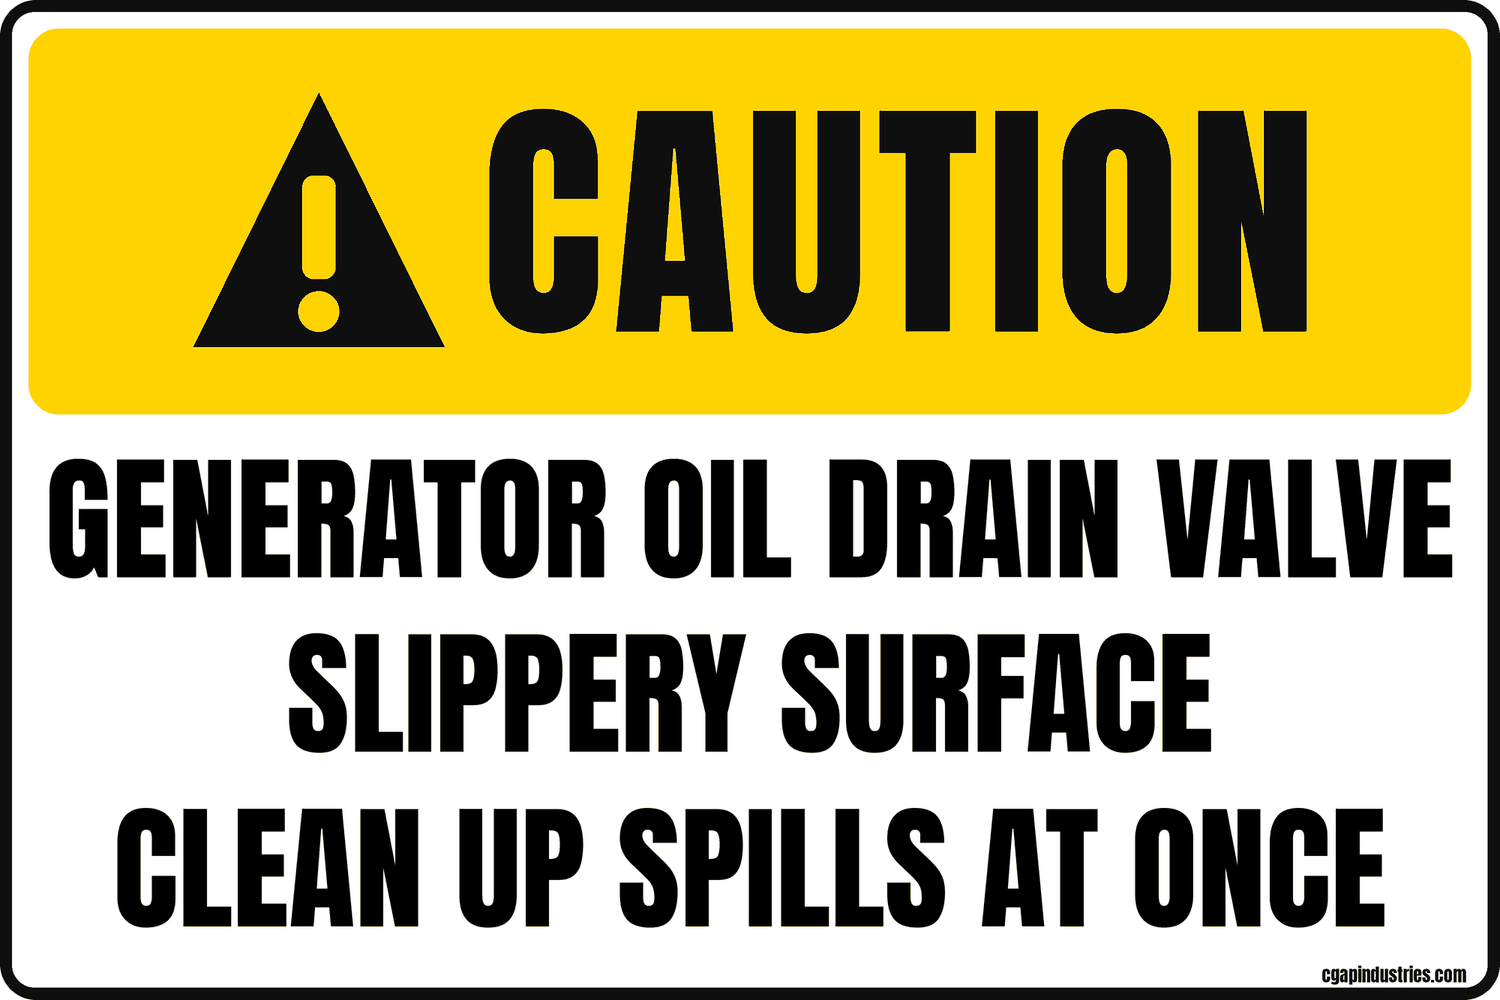 CAUTION
GENERATOR OIL DRAIN VALVE
SLIPPERY SURFACE
CLEAN UP SPILLS AT ONCE
cgapindustries.com